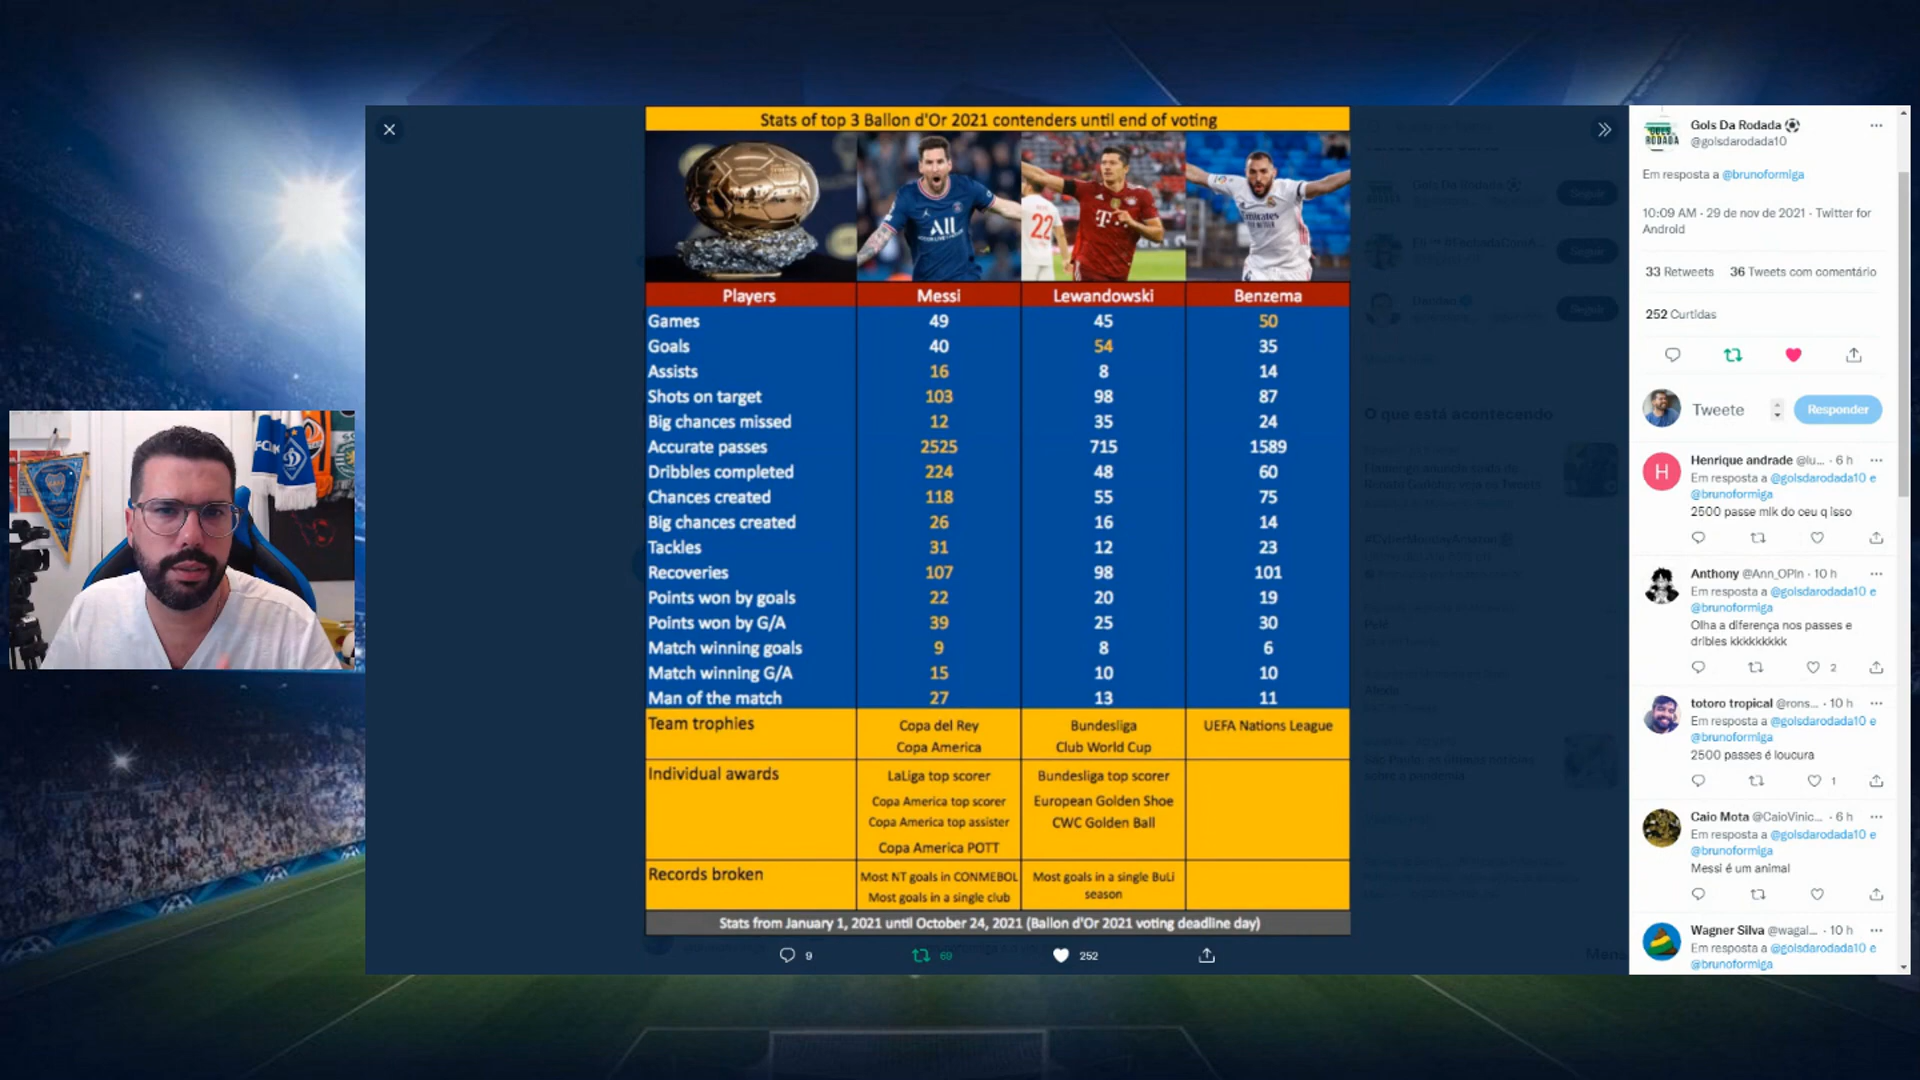 Stats of top 3 Ballon d'Or 2021 contenders until end of voting
Players Messi Lewandowski Benzema
Games 49 45 50
Goals 40 54 35
Assists 16 8 14
Shots on target 103 98 87
Big chances missed 12 35 24
Accurate passes 2525 715 1589
Dribbles completed 224 48 60
Chances created 118 55 75
Big chances created 26 16 14
Tackles 31 12 23
Recoveries 107 98 101
Points won by goals 22 20 19
Points won by G/A 39 25 30
Match winning goals 9 8 6
Match winning G/A 15 10 10
Man of the match 27 13 11
Team trophies Copa del Rey Bundesliga UEFA Nations League
Copa America Club World Cup
Individual awards LaLiga top scorer Bundesliga top scorer
Copa America top scorer European Golden Shoe
Copa America top assister CWC Golden Ball
Copa America POTT
Records broken Most NT goals in CONMEBOL Most goals in a single BuLi
Most goals in a single club season
Stats from January 1, 2021 until October 24, 2021 (Ballon d'Or 2021 voting deadline day)
9 69 252
O que está acontecendo
Gols Da Rodada
@golsdarodada10
Em resposta a @brunoformiga
10:09 AM · 29 de nov de 2021 · Twitter for
Android
33 Retweets 36 Tweets com comentário
252 Curtidas
Tweete Responder
H
Henrique andrade @lu... · 6 h
Em resposta a @golsdarodada10 e
@brunoformiga
2500 passe mlk do ceu q isso
Anthony @Ann_OPln · 10 h
Em resposta a @golsdarodada10 e
@brunoformiga
Olha a diferença nos passes e
dribles kkkkkkkkk
2
totoro tropical @rons... · 10 h
Em resposta a @golsdarodada10 e
@brunoformiga
2500 passes é loucura
1
Caio Mota @CaioVinic... · 6 h
Em resposta a @golsdarodada10 e
@brunoformiga
Messi é um animal
Wagner Silva @wagal... · 10 h
Em resposta a @golsdarodada10 e
@brunoformiga